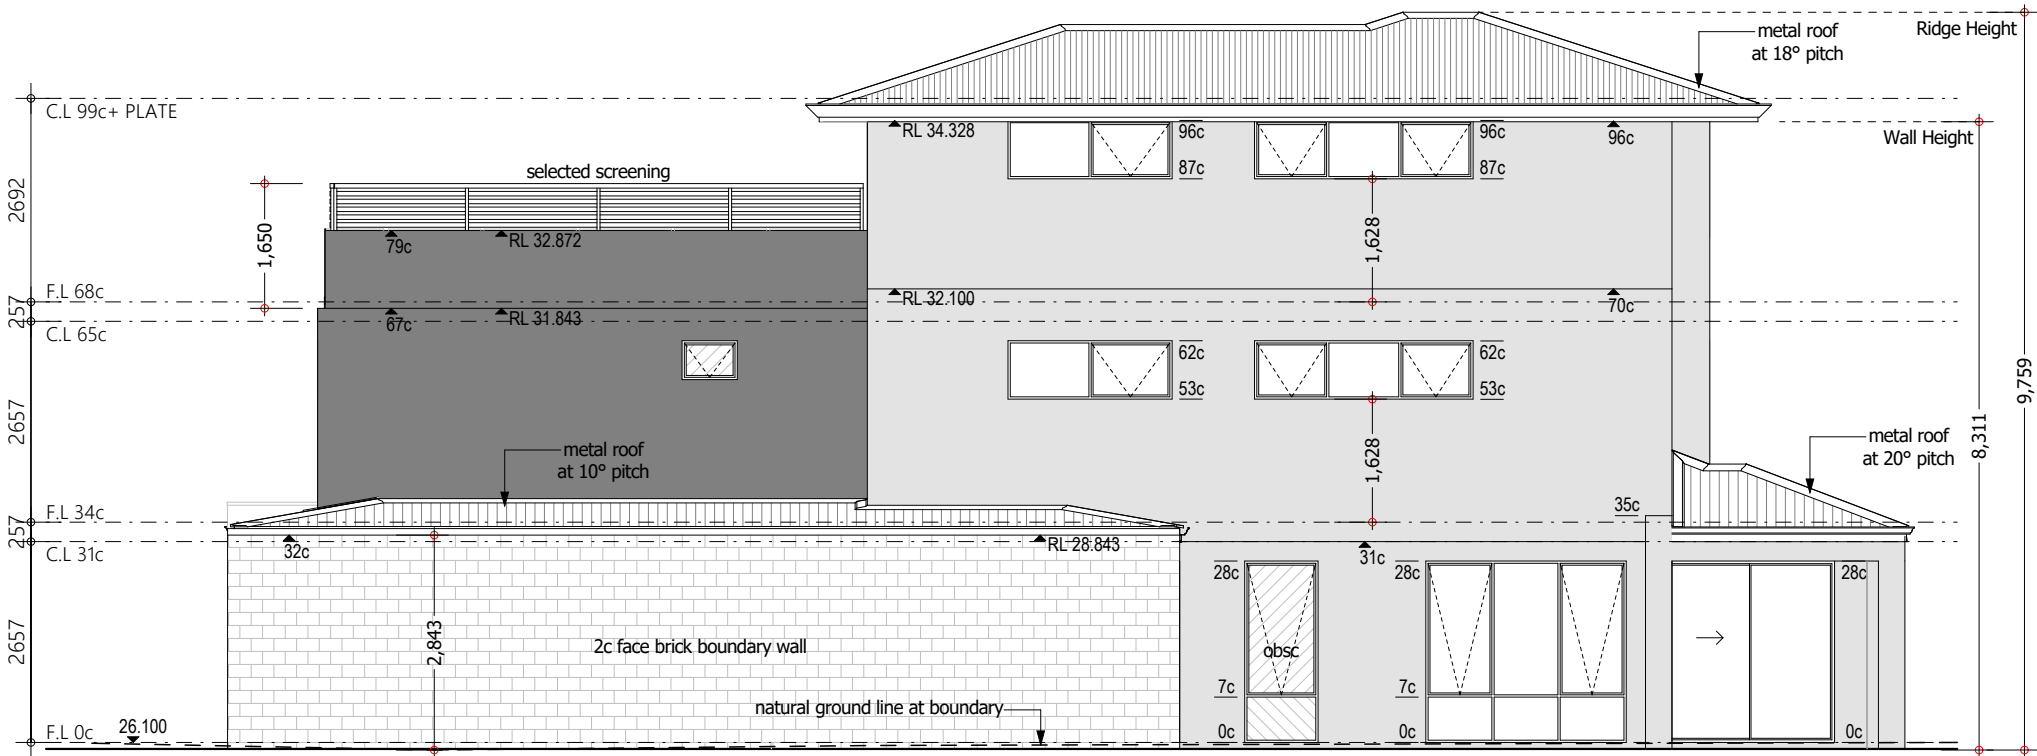 Ridge Height
metal roof
at 18° pitch
C.L 99c+ PLATE
RL 34.328
96c
96c
96c
Wall Height
87c
87c
selected screening
2692
1,650
79c
RL 32.872
1,628
F.L 68c
RL 32.100
70c
257
67c
RL 31.843
C.L 65c
62c
62c
53c
53c
9,759
2657
8,311
metal roof
at 10° pitch
1,628
metal roof
at 20° pitch
F.L 34c
35c
257
C.L 31c
32c
RL 28.843
31c
28c
28c
28c
2657
2,843
2c face brick boundary wall
obsc
7c
7c
natural ground line at boundary
F.L 0c
26.100
0c
0c
0c